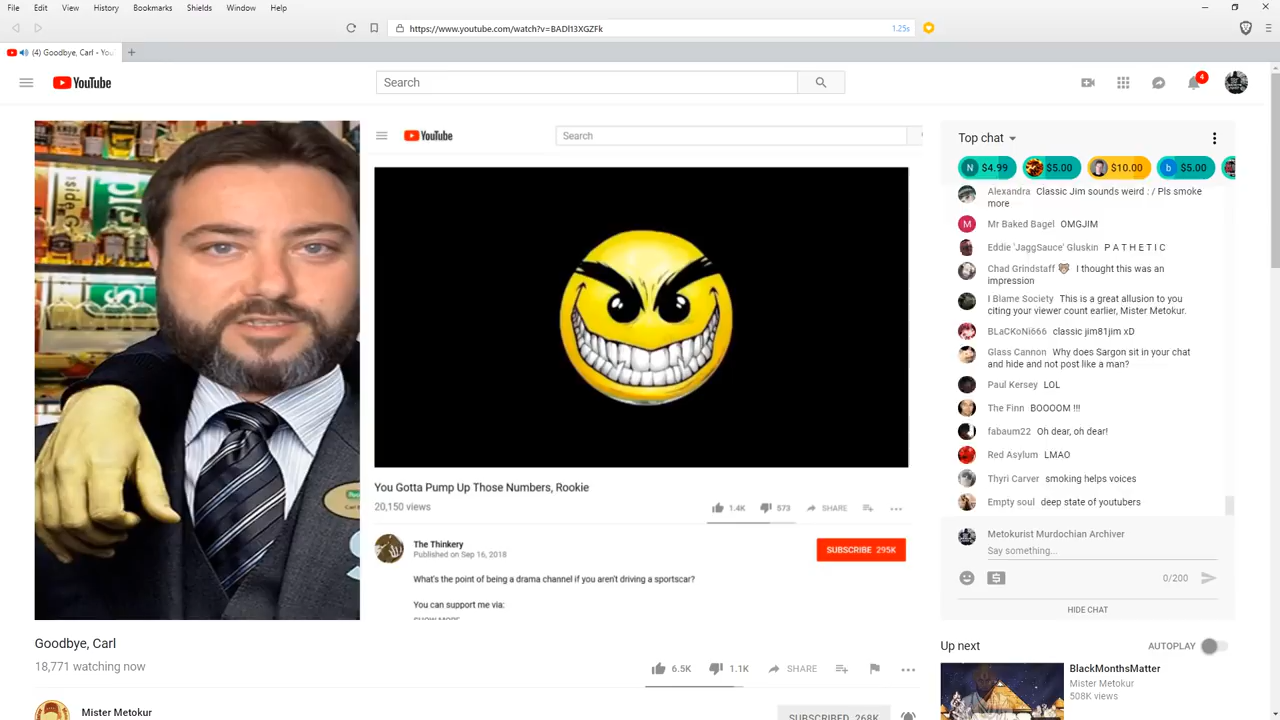 File Edit View History Bookmarks Shields Window Help
https://www.youtube.com/watch?v=BADl13XGZFk
1.25s
(4) Goodbye, Carl - You
YouTube
Search
4
YouTube
Search
You Gotta Pump Up Those Numbers, Rookie
20,150 views
1.4K 573 SHARE
The Thinkery
Published on Sep 16, 2018
SUBSCRIBE 295K
What's the point of being a drama channel if you aren't driving a sportscar?
You can support me via:
SHOW MORE
Goodbye, Carl
18,771 watching now
6.5K 1.1K SHARE
Mister Metokur
SUBSCRIBED 268K
Top chat
N $4.99 $5.00 $10.00 b $5.00
Alexandra Classic Jim sounds weird : / Pls smoke
more
M Mr Baked Bagel OMGJIM
Eddie 'JaggSauce' Gluskin P A T H E T I C
Chad Grindstaff 🐻 I thought this was an
impression
I Blame Society This is a great allusion to you
citing your viewer count earlier, Mister Metokur.
BLaCKoNi666 classic jim81jim xD
Glass Cannon Why does Sargon sit in your chat
and hide and not post like a man?
Paul Kersey LOL
The Finn BOOOOM !!!
fabaum22 Oh dear, oh dear!
Red Asylum LMAO
Thyri Carver smoking helps voices
Empty soul deep state of youtubers
Metokurist Murdochian Archiver
Say something...
0/200
HIDE CHAT
Up next
AUTOPLAY
BlackMonthsMatter
Mister Metokur
508K views